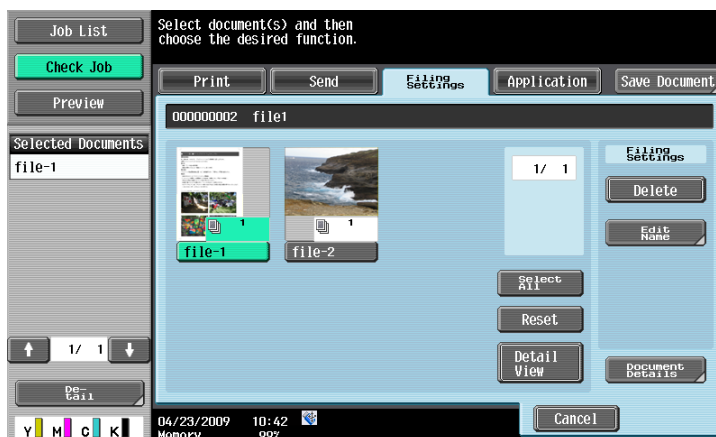 Job List
Check Job
Preview
Selected Documents
file-1
1/ 1
De-
tail
Y M C K
Select document(s) and then
choose the desired function.
Print
Send
Filing
Settings
Application
Save Document
000000002 file1
1
file-1
1
file-2
1/ 1
Select
All
Reset
Detail
View
Filing
Settings
Delete
Edit
Name
Document
Details
04/23/2009 10:42
Memory 99%
Cancel